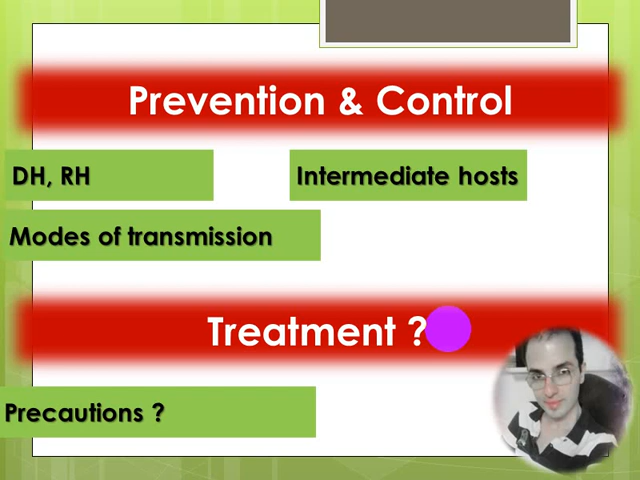 Prevention & Control
DH, RH
Intermediate hosts
Modes of transmission
Treatment ?
Precautions ?